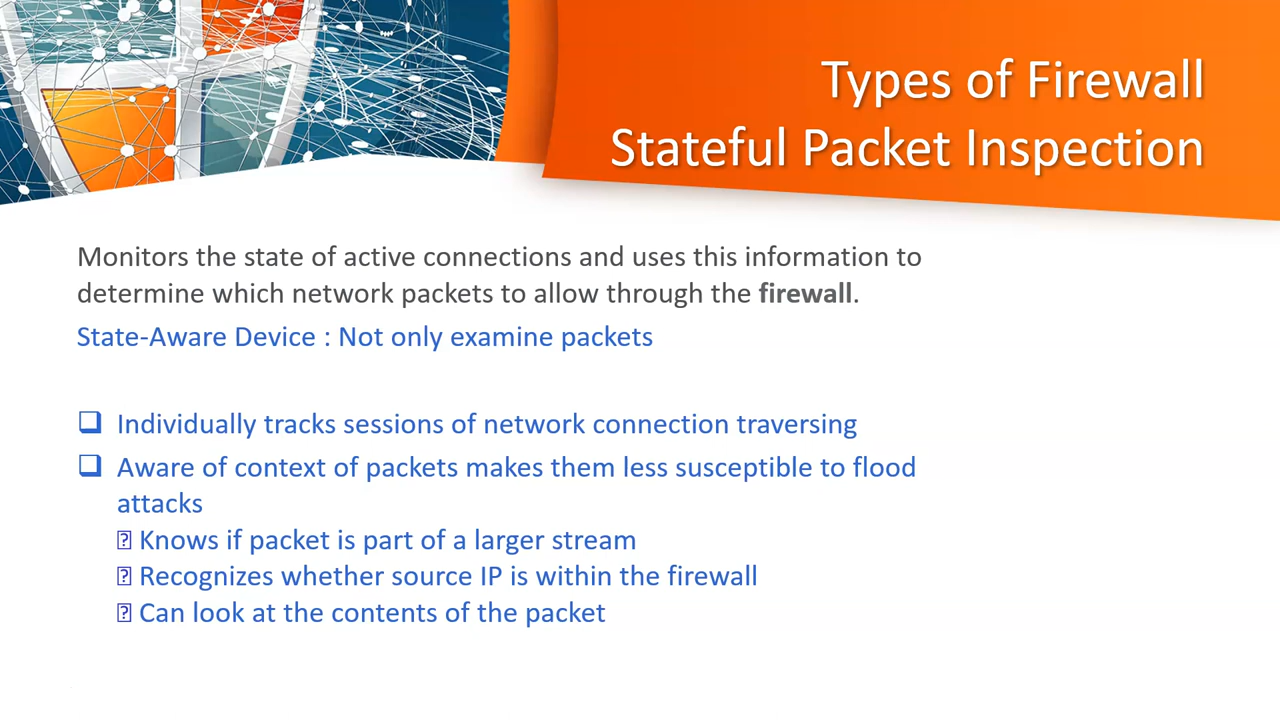 Types of Firewall
Stateful Packet Inspection
Monitors the state of active connections and uses this information to
determine which network packets to allow through the firewall.
State-Aware Device : Not only examine packets
❑ Individually tracks sessions of network connection traversing
❑ Aware of context of packets makes them less susceptible to flood
attacks
⍰ Knows if packet is part of a larger stream
⍰ Recognizes whether source IP is within the firewall
⍰ Can look at the contents of the packet